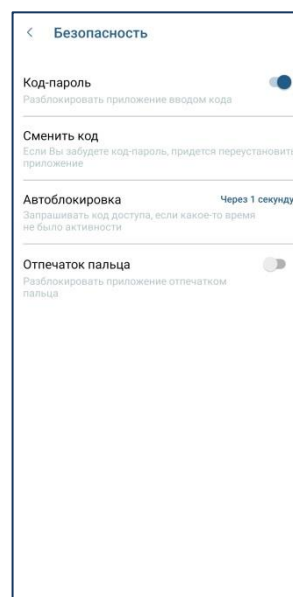 Безопасность
Код-пароль
Разблокировать приложение вводом кода
Сменить код
Если Вы забудете код-пароль, придется переустановить
приложение
Автоблокировка Через 1 секунду
Запрашивать код доступа, если какое-то время
не было активности
Отпечаток пальца
Разблокировать приложение отпечатком
пальца